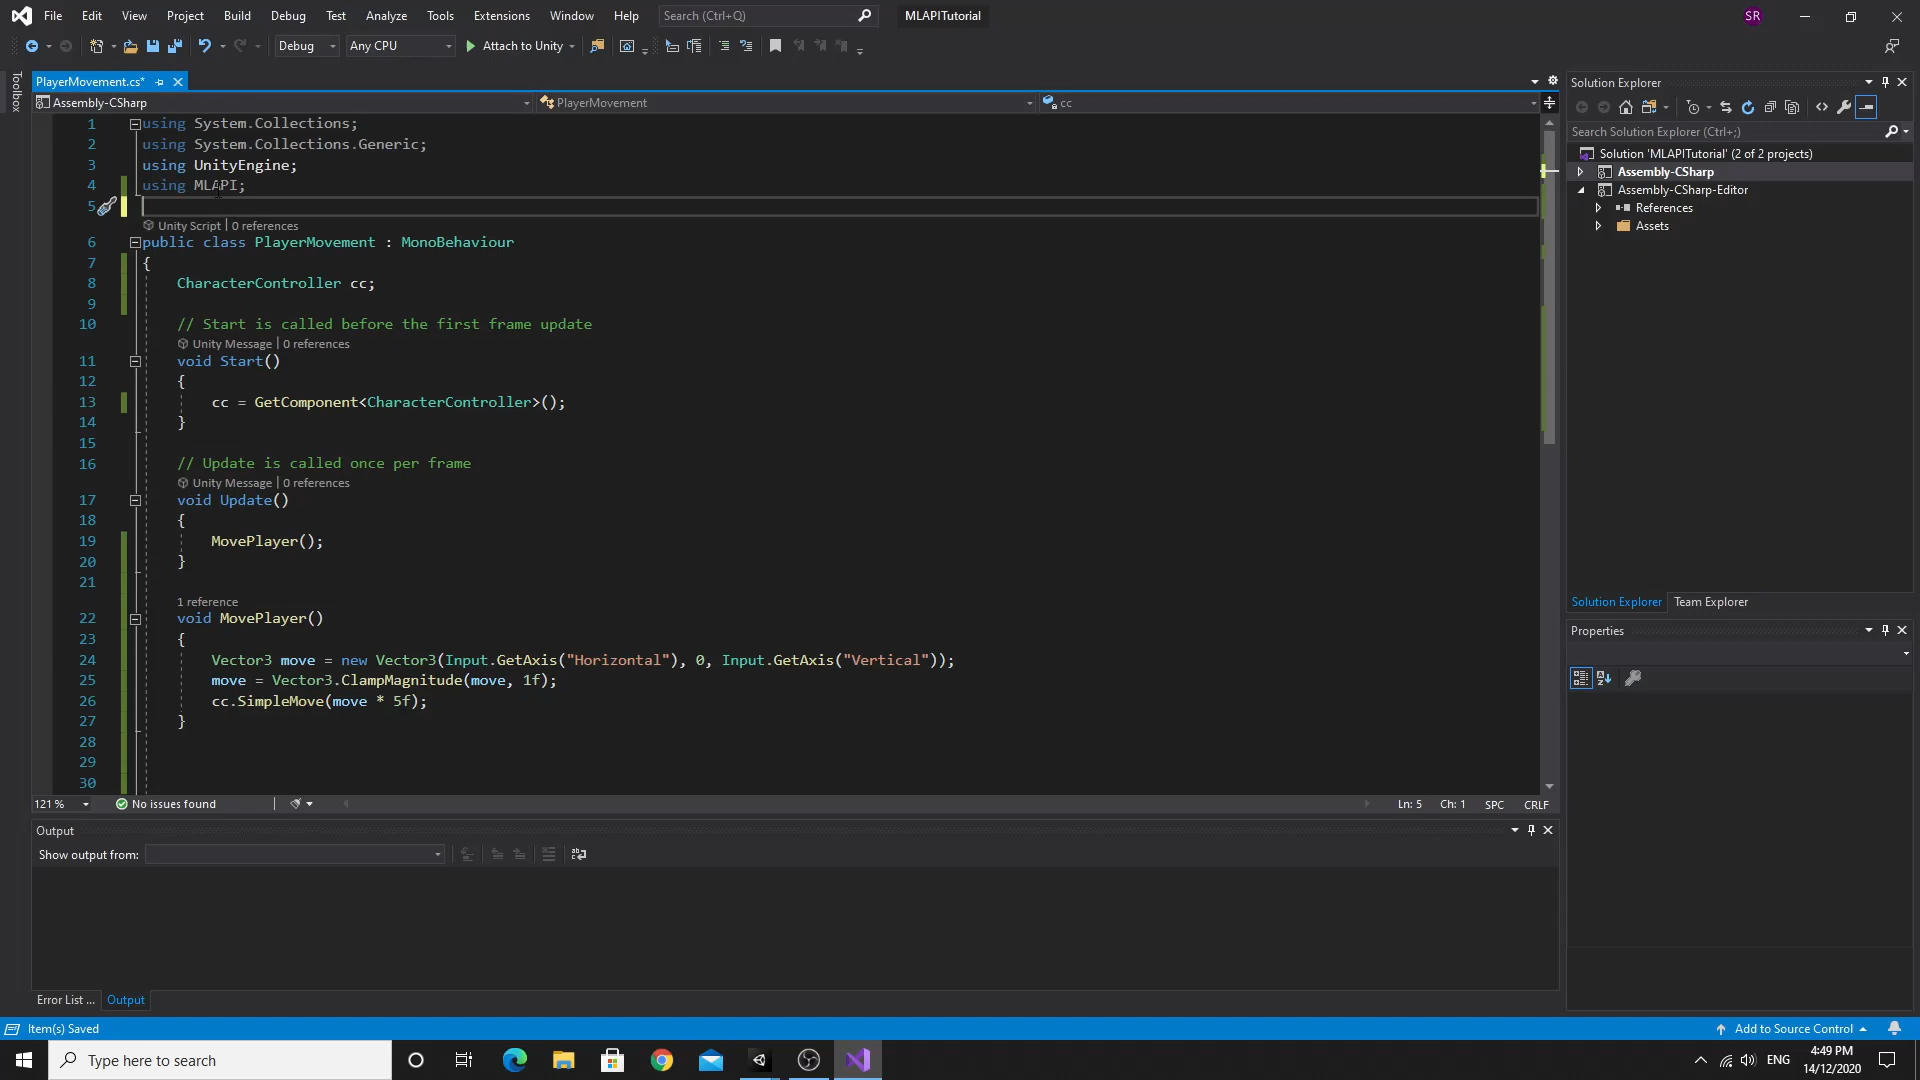 File Edit View Project Build Debug Test Analyze Tools Extensions Window Help Search (Ctrl+Q) MLAPITutorial SR
Debug Any CPU Attach to Unity
Toolbox
PlayerMovement.cs*
Assembly-CSharp PlayerMovement cc
1 using System.Collections;
2 using System.Collections.Generic;
3 using UnityEngine;
4 using MLAPI;
5
Unity Script | 0 references
6 public class PlayerMovement : MonoBehaviour
7 {
8 CharacterController cc;
9
10 // Start is called before the first frame update
Unity Message | 0 references
11 void Start()
12 {
13 cc = GetComponent<CharacterController>();
14 }
15
16 // Update is called once per frame
Unity Message | 0 references
17 void Update()
18 {
19 MovePlayer();
20 }
21
1 reference
22 void MovePlayer()
23 {
24 Vector3 move = new Vector3(Input.GetAxis("Horizontal"), 0, Input.GetAxis("Vertical"));
25 move = Vector3.ClampMagnitude(move, 1f);
26 cc.SimpleMove(move * 5f);
27 }
28
29
30
121 % No issues found Ln: 5 Ch: 1 SPC CRLF
Output
Show output from:
Error List ... Output
Solution Explorer
Search Solution Explorer (Ctrl+;)
Solution 'MLAPITutorial' (2 of 2 projects)
Assembly-CSharp
Assembly-CSharp-Editor
References
Assets
Solution Explorer Team Explorer
Properties
Item(s) Saved Add to Source Control
Type here to search ENG 4:49 PM
14/12/2020